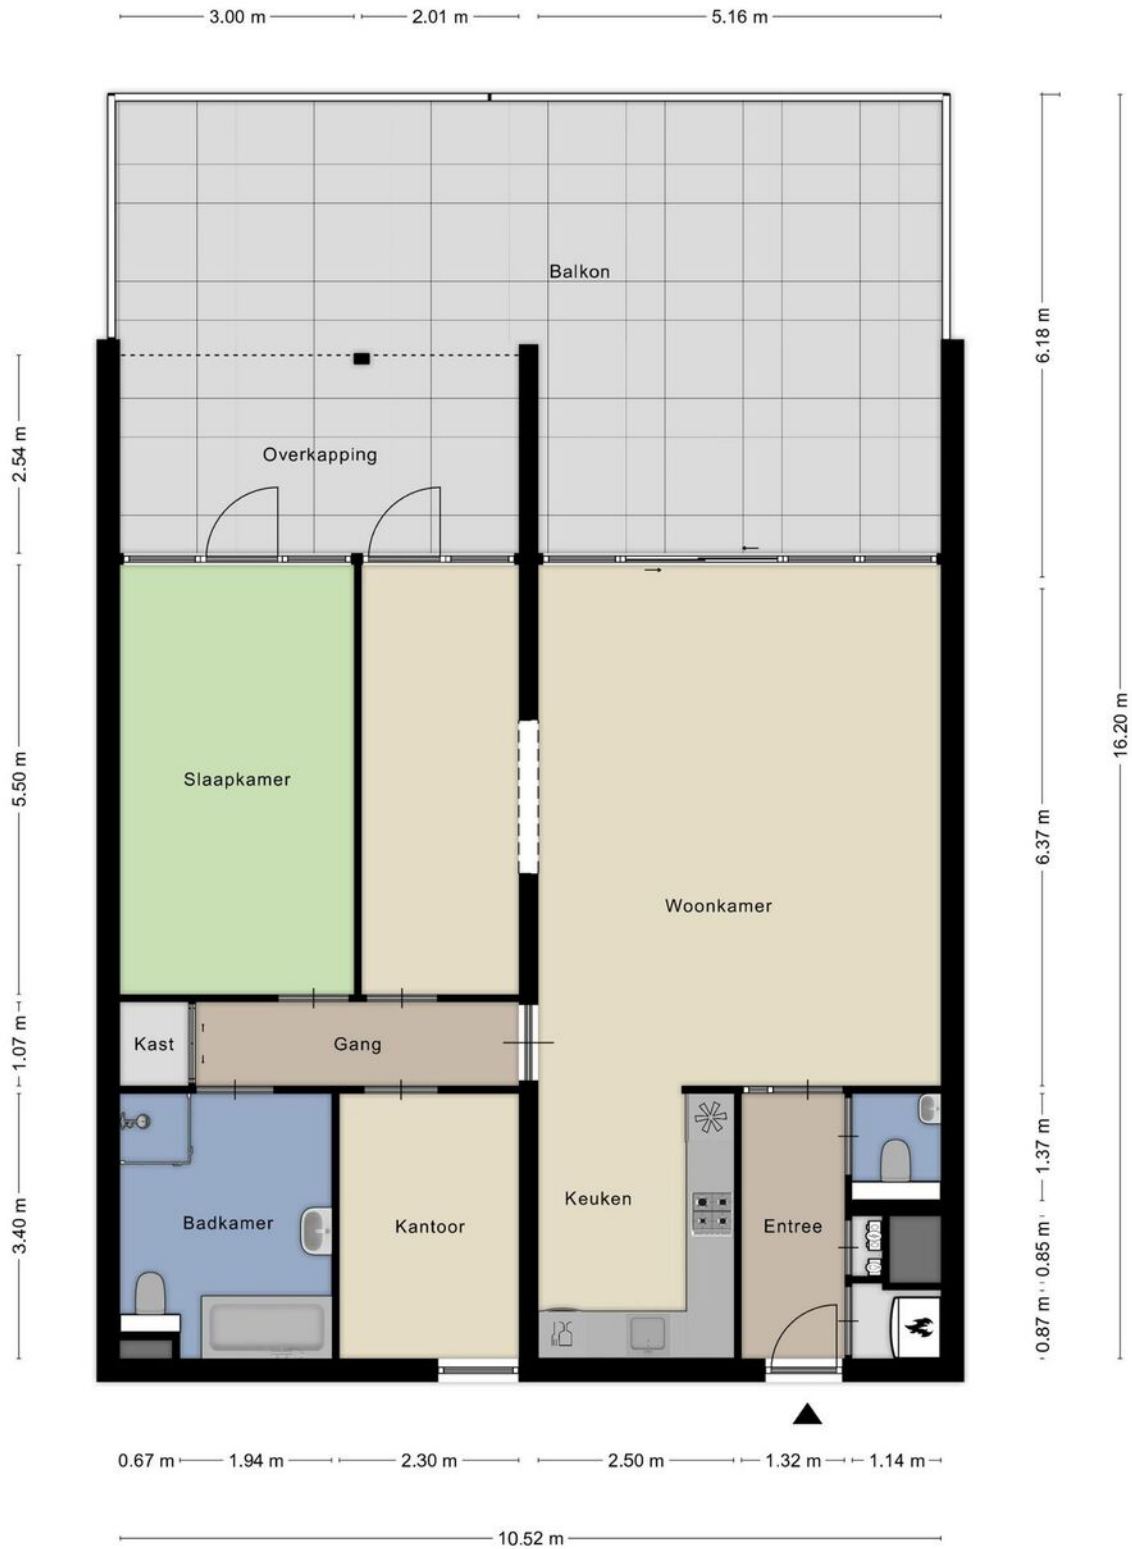 3.00 m
2.01 m
5.16 m
Balkon
6.18 m
Overkapping
2.54 m
16.20 m
Slaapkamer
5.50 m
6.37 m
Woonkamer
Kast
Gang
1.07 m
1.37 m
Keuken
Badkamer
Kantoor
Entree
3.40 m
0.85 m
0.87 m
0.67 m
1.94 m
2.30 m
2.50 m
1.32 m
1.14 m
10.52 m